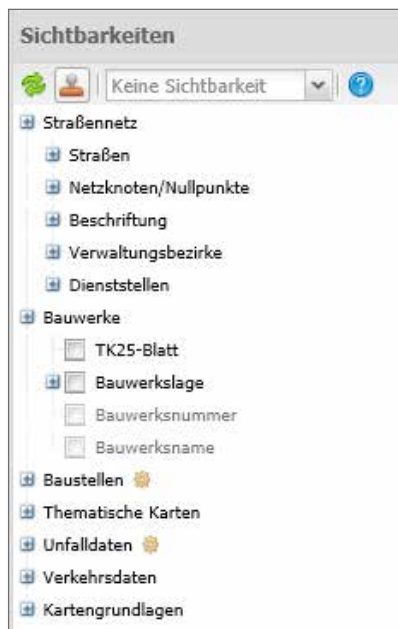 Sichtbarkeiten
Keine Sichtbarkeit
Straßennetz
Straßen
Netzknoten/Nullpunkte
Beschriftung
Verwaltungsbezirke
Dienststellen
Bauwerke
TK25-Blatt
Bauwerkslage
Bauwerksnummer
Bauwerksname
Baustellen
Thematische Karten
Unfalldaten
Verkehrsdaten
Kartengrundlagen